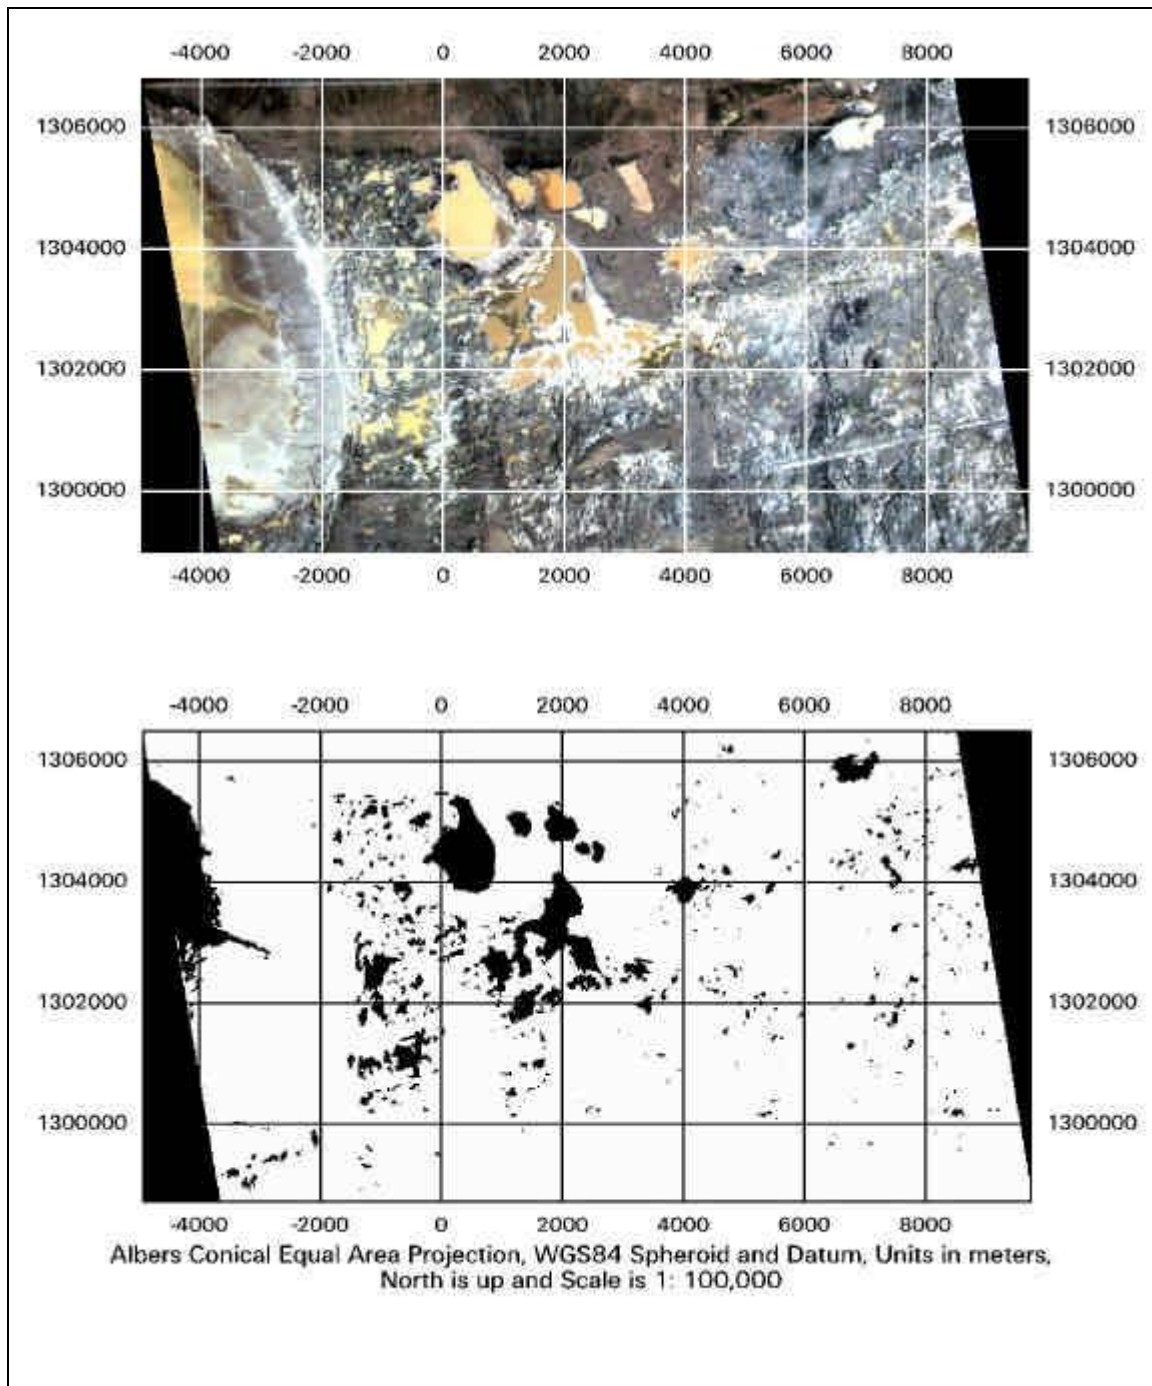 -4000 -2000 0 2000 4000 6000 8000
1306000 1306000
1304000 1304000
1302000 1302000
1300000 1300000
-4000 -2000 0 2000 4000 6000 8000
-4000 -2000 0 2000 4000 6000 8000
1306000 1306000
1304000 1304000
1302000 1302000
1300000 1300000
-4000 -2000 0 2000 4000 6000 8000
Albers Conical Equal Area Projection, WGS84 Spheroid and Datum, Units in meters,
North is up and Scale is 1: 100,000